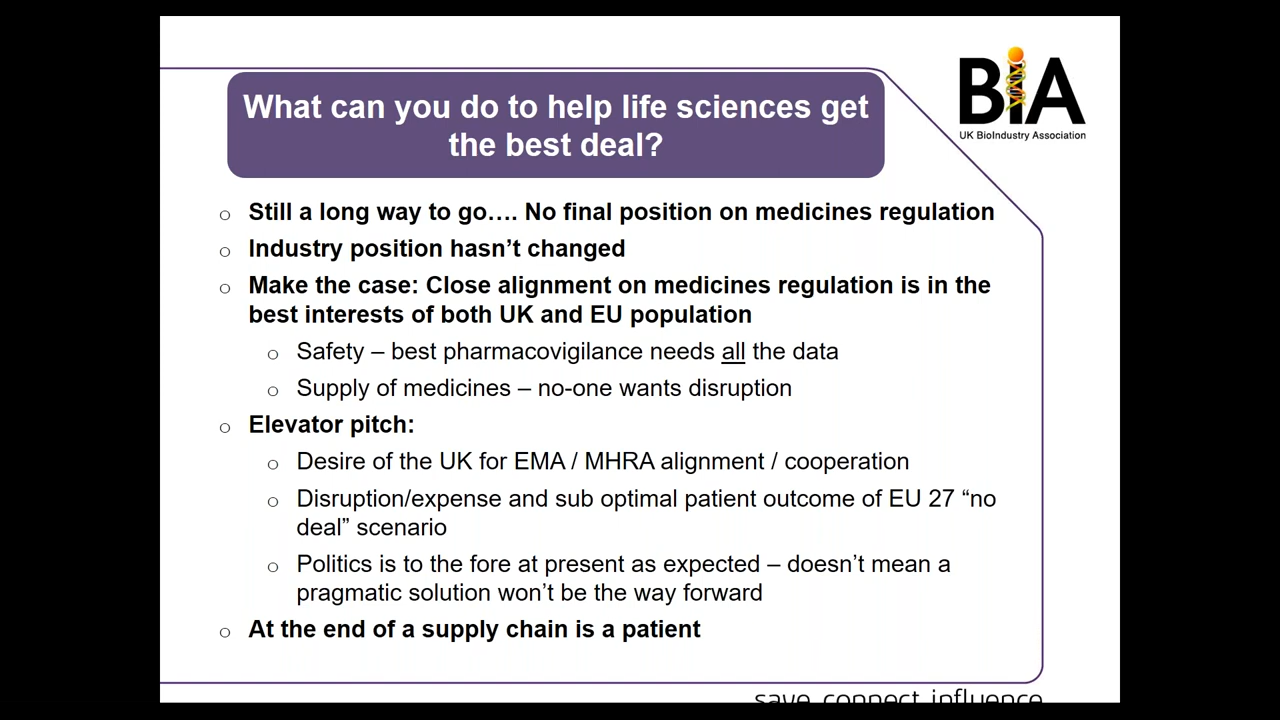 What can you do to help life sciences get
the best deal?
BIA
UK BioIndustry Association
Still a long way to go…. No final position on medicines regulation
Industry position hasn’t changed
Make the case: Close alignment on medicines regulation is in the
best interests of both UK and EU population
Safety – best pharmacovigilance needs all the data
Supply of medicines – no-one wants disruption
Elevator pitch:
Desire of the UK for EMA / MHRA alignment / cooperation
Disruption/expense and sub optimal patient outcome of EU 27 “no
deal” scenario
Politics is to the fore at present as expected – doesn’t mean a
pragmatic solution won’t be the way forward
At the end of a supply chain is a patient
save connect influence